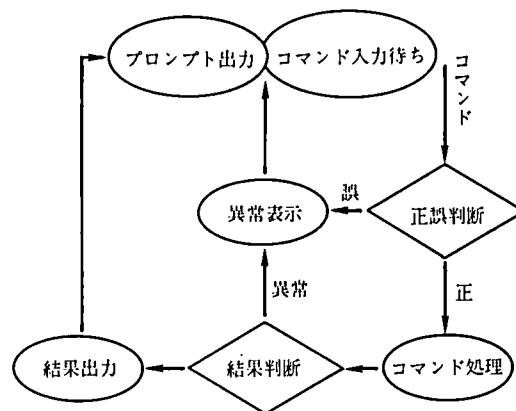 プロンプト出力
コマンド入力待ち
コマンド
誤
正誤判断
異常表示
正
異常
結果出力
結果判断
コマンド処理